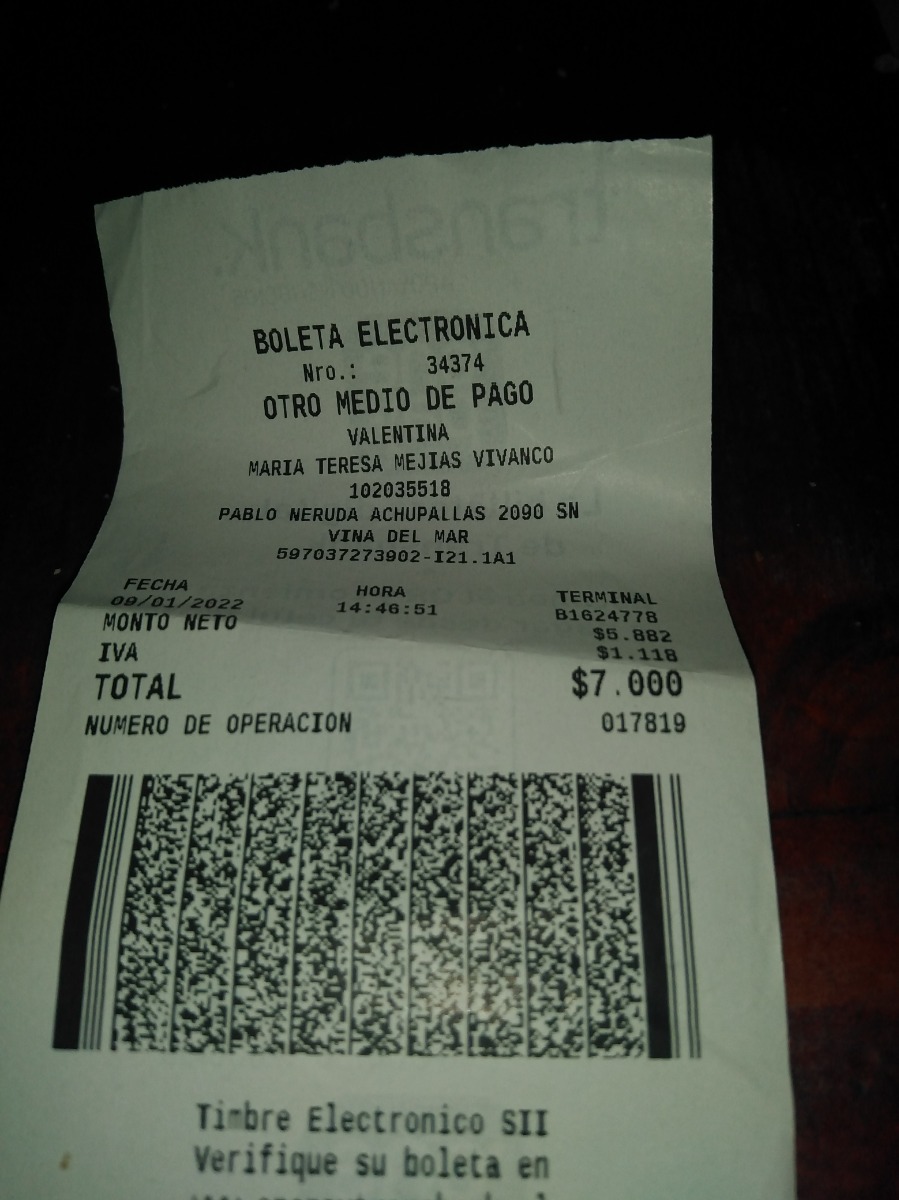 transbank.
BOLETA ELECTRONICA
Nro.: 34374
OTRO MEDIO DE PAGO
VALENTINA
MARIA TERESA MEJIAS VIVANCO
102035518
PABLO NERUDA ACHUPALLAS 2090 SN
VINA DEL MAR
597037273902-I21.1A1
FECHA HORA TERMINAL
09/01/2022 14:46:51 B1624778
MONTO NETO $5.882
IVA $1.118
TOTAL $7.000
NUMERO DE OPERACION 017819
Timbre Electronico SII
Verifique su boleta en